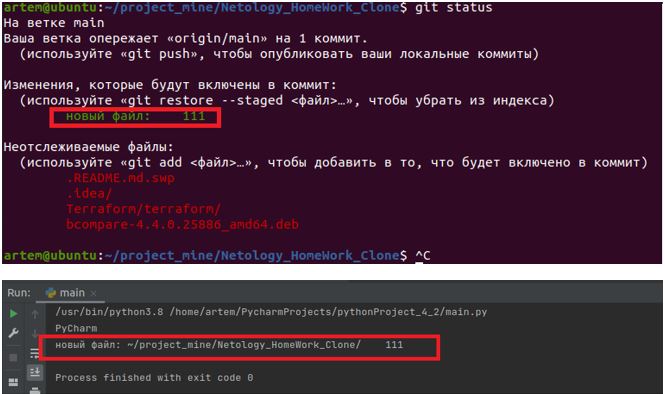 artem@ubuntu:~/project_mine/Netology_HomeWork_Clone$ git status
На ветке main
Ваша ветка опережает «origin/main» на 1 коммит.
(используйте «git push», чтобы опубликовать ваши локальные коммиты)
Изменения, которые будут включены в коммит:
(используйте «git restore --staged <файл>…», чтобы убрать из индекса)
новый файл: 111
Неотслеживаемые файлы:
(используйте «git add <файл>…», чтобы добавить в то, что будет включено в коммит)
.README.md.swp
.idea/
Terraform/terraform/
bcompare-4.4.0.25886_amd64.deb
artem@ubuntu:~/project_mine/Netology_HomeWork_Clone$ ^C
Run: main ×
/usr/bin/python3.8 /home/artem/PycharmProjects/pythonProject_4_2/main.py
PyCharm
новый файл: ~/project_mine/Netology_HomeWork_Clone/ 111
Process finished with exit code 0